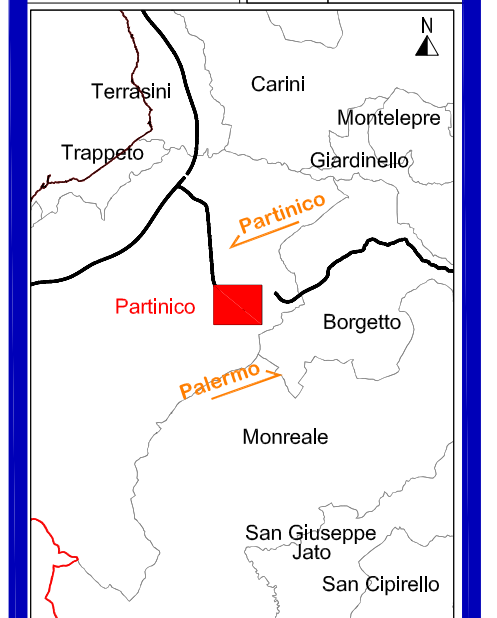 N
Carini
Terrasini
Montelepre
Trappeto
Giardinello
Partinico
Partinico
Borgetto
Palermo
Monreale
San Giuseppe
Jato
San Cipirello